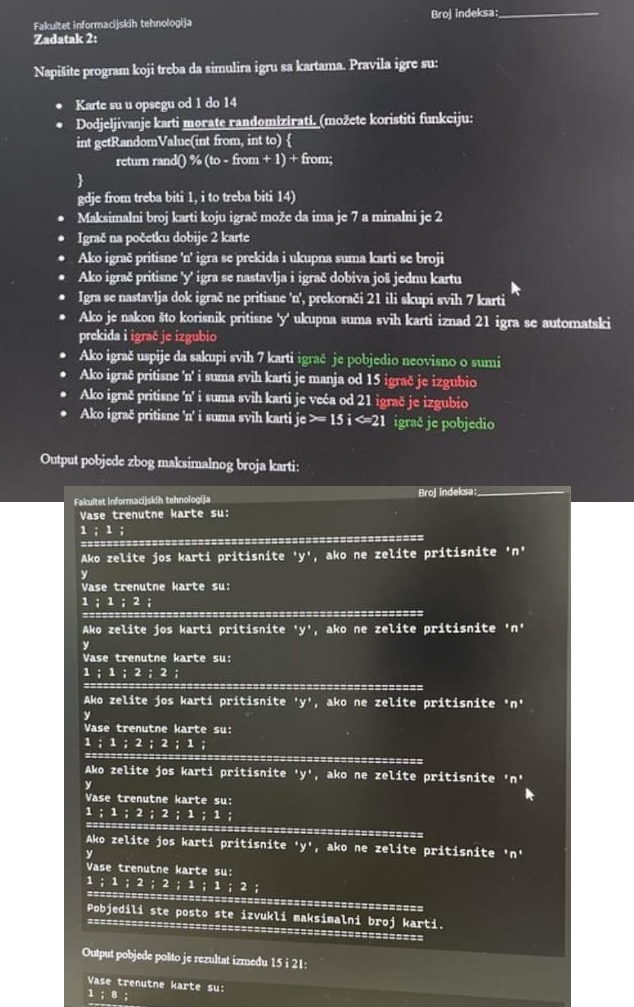 Broj indeksa:
Fakultet informacijskih tehnologija
Zadatak 2:
Napišite program koji treba da simulira igru sa kartama. Pravila igre su:
• Karte su u opsegu od 1 do 14
• Dodjeljivanje karti morate randomizirati. (možete koristiti funkciju:
int getRandomValue(int from, int to) {
return rand() % (to - from + 1) + from;
}
gdje from treba biti 1, i to treba biti 14)
• Maksimalni broj karti koju igrač može da ima je 7 a minalni je 2
• Igrač na početku dobije 2 karte
• Ako igrač pritisne 'n' igra se prekida i ukupna suma karti se broji
• Ako igrač pritisne 'y' igra se nastavlja i igrač dobiva još jednu kartu
• Igra se nastavlja dok igrač ne pritisne 'n', prekorači 21 ili skupi svih 7 karti
• Ako je nakon što korisnik pritisne 'y' ukupna suma svih karti iznad 21 igra se automatski
prekida i igrač je izgubio
• Ako igrač uspije da sakupi svih 7 karti igrač je pobjedio neovisno o sumi
• Ako igrač pritisne 'n' i suma svih karti je manja od 15 igrač je izgubio
• Ako igrač pritisne 'n' i suma svih karti je veća od 21 igrač je izgubio
• Ako igrač pritisne 'n' i suma svih karti je >= 15 i <=21 igrač je pobjedio
Output pobjede zbog maksimalnog broja karti:
Broj indeksa:
Fakultet informacijskih tehnologija
Vase trenutne karte su:
1 ; 1 ;
==================================================
Ako zelite jos karti pritisnite 'y', ako ne zelite pritisnite 'n'
y
Vase trenutne karte su:
1 ; 1 ; 2 ;
==================================================
Ako zelite jos karti pritisnite 'y', ako ne zelite pritisnite 'n'
y
Vase trenutne karte su:
1 ; 1 ; 2 ; 2 ;
==================================================
Ako zelite jos karti pritisnite 'y', ako ne zelite pritisnite 'n'
y
Vase trenutne karte su:
1 ; 1 ; 2 ; 2 ; 1 ;
==================================================
Ako zelite jos karti pritisnite 'y', ako ne zelite pritisnite 'n'
y
Vase trenutne karte su:
1 ; 1 ; 2 ; 2 ; 1 ; 1 ;
==================================================
Ako zelite jos karti pritisnite 'y', ako ne zelite pritisnite 'n'
y
Vase trenutne karte su:
1 ; 1 ; 2 ; 2 ; 1 ; 1 ; 2 ;
==================================================
Pobjedili ste posto ste izvukli maksimalni broj karti.
==================================================
Output pobjede pošto je rezultat između 15 i 21:
Vase trenutne karte su:
1 ; 8 ;